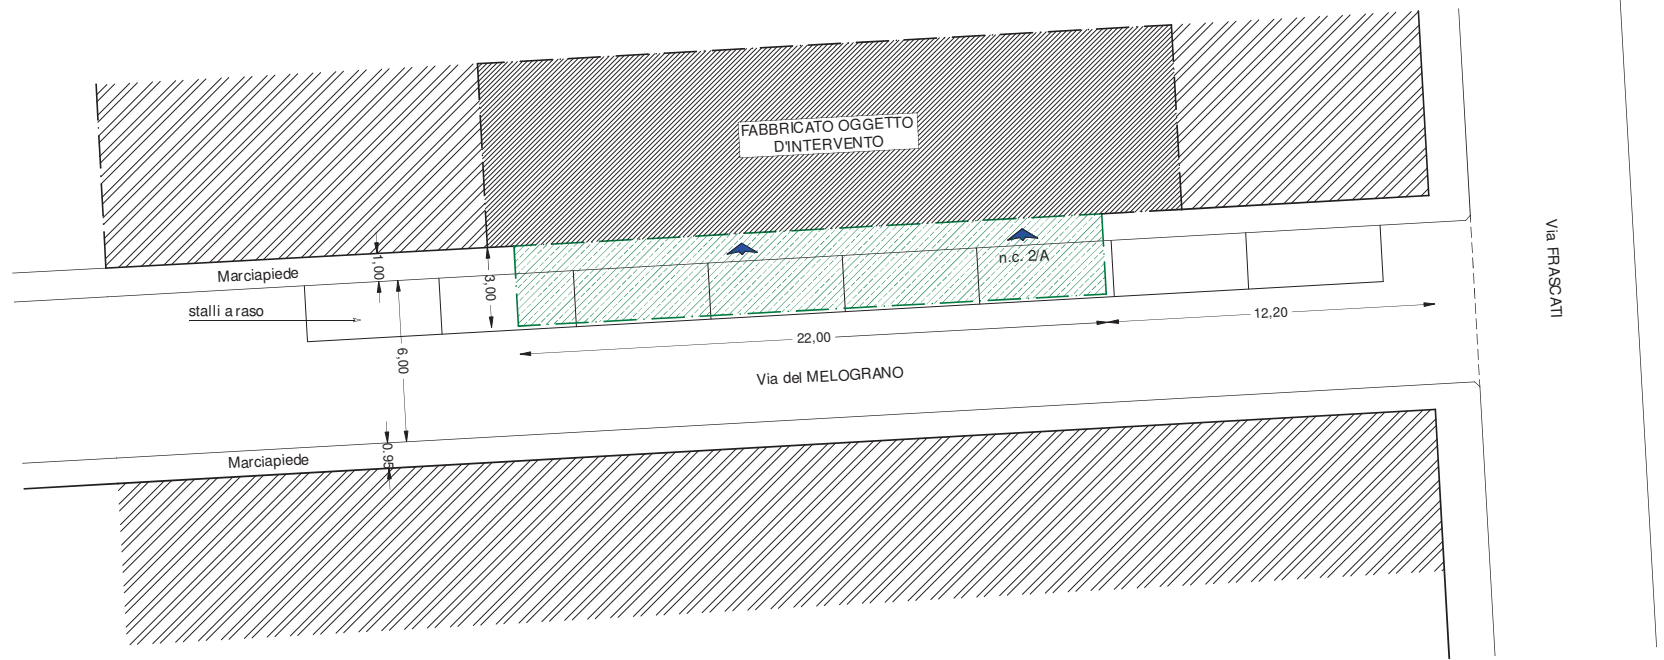 FABBRICATO OGGETTO
D'INTERVENTO
Marciapiede
1,00
3,00
n.c. 2/A
stalli a raso
12,20
22,00
6,00
Via del MELOGRANO
Via FRASCATI
Marciapiede
0.95